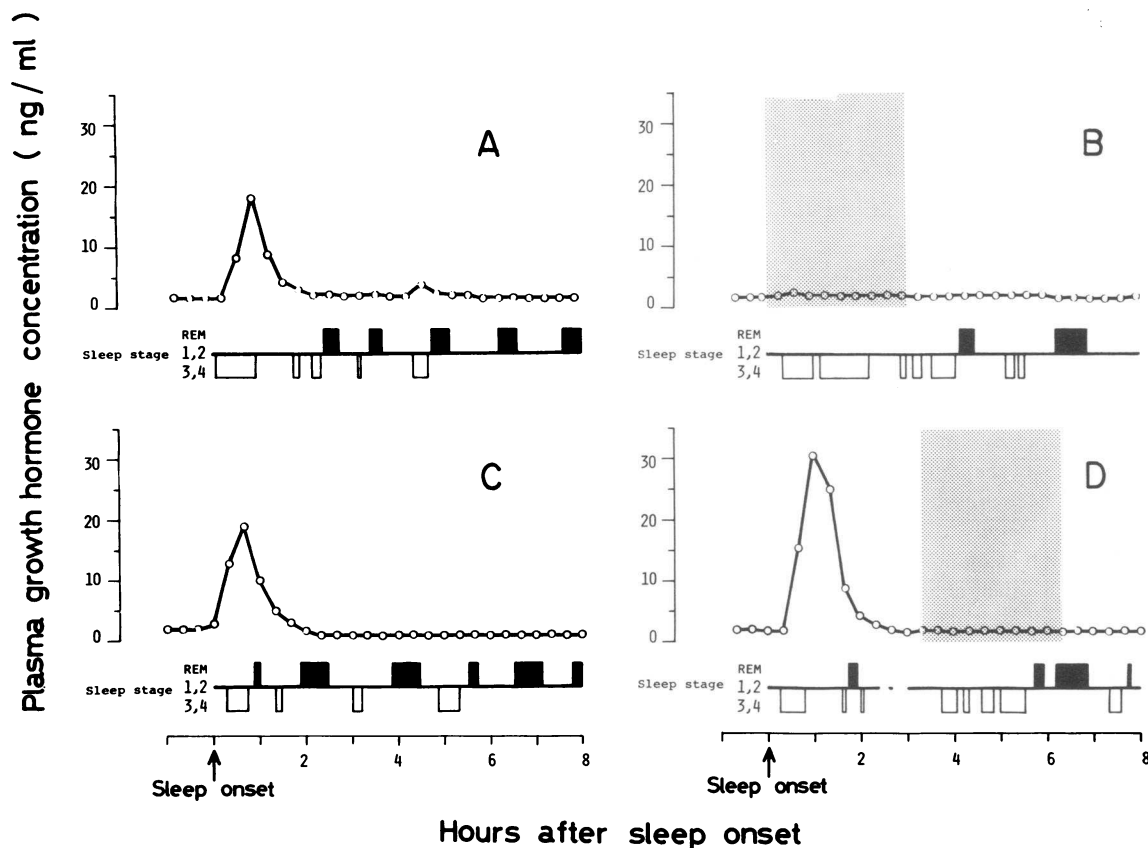 Plasma growth hormone concentration ( ng / ml )
A
30
20
10
0
REM
Sleep stage 1,2
3,4
B
30
20
10
0
REM
Sleep stage 1,2
3,4
C
30
20
10
0
REM
Sleep stage 1,2
3,4
D
30
20
10
0
REM
Sleep stage 1,2
3,4
2 4 6 8
Sleep onset
2 4 6 8
Sleep onset
Hours after sleep onset